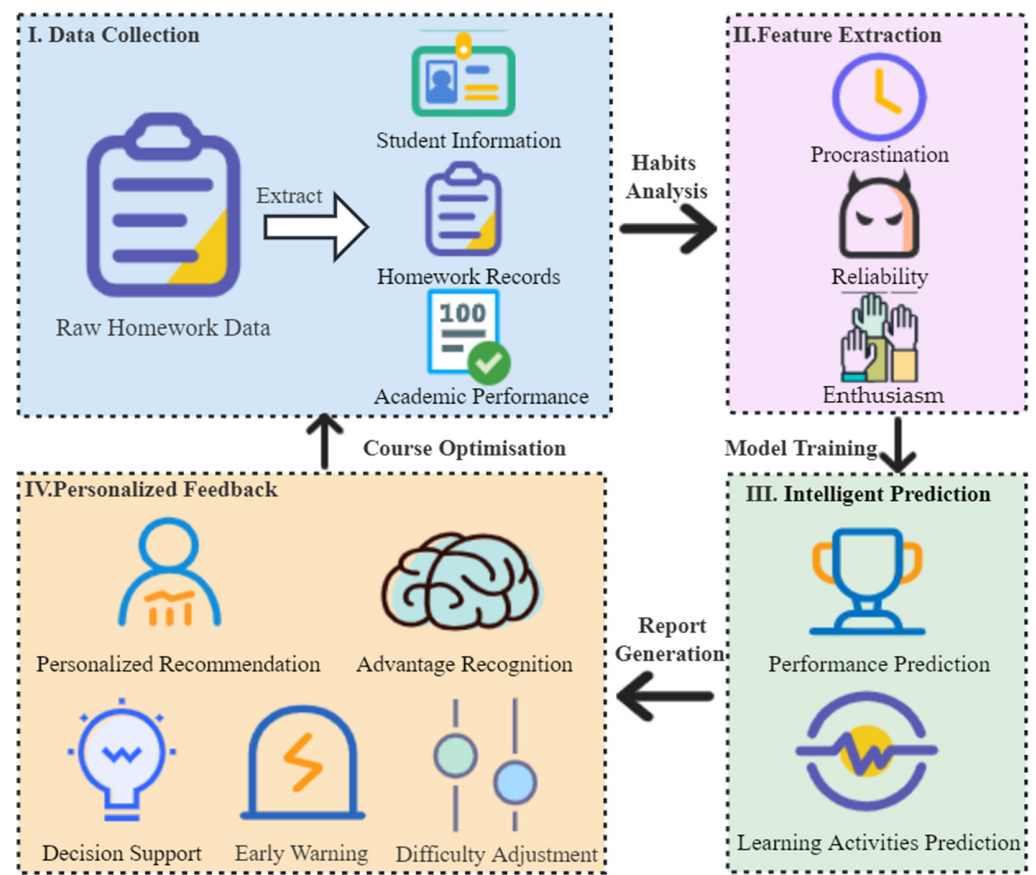 I. Data Collection
Student Information
Extract
Homework Records
Raw Homework Data
100
Academic Performance
Habits
Analysis
II.Feature Extraction
Procrastination
Reliability
Enthusiasm
Model Training
III. Intelligent Prediction
Performance Prediction
Learning Activities Prediction
Report
Generation
IV.Personalized Feedback
Personalized Recommendation
Advantage Recognition
Decision Support
Early Warning
Difficulty Adjustment
Course Optimisation